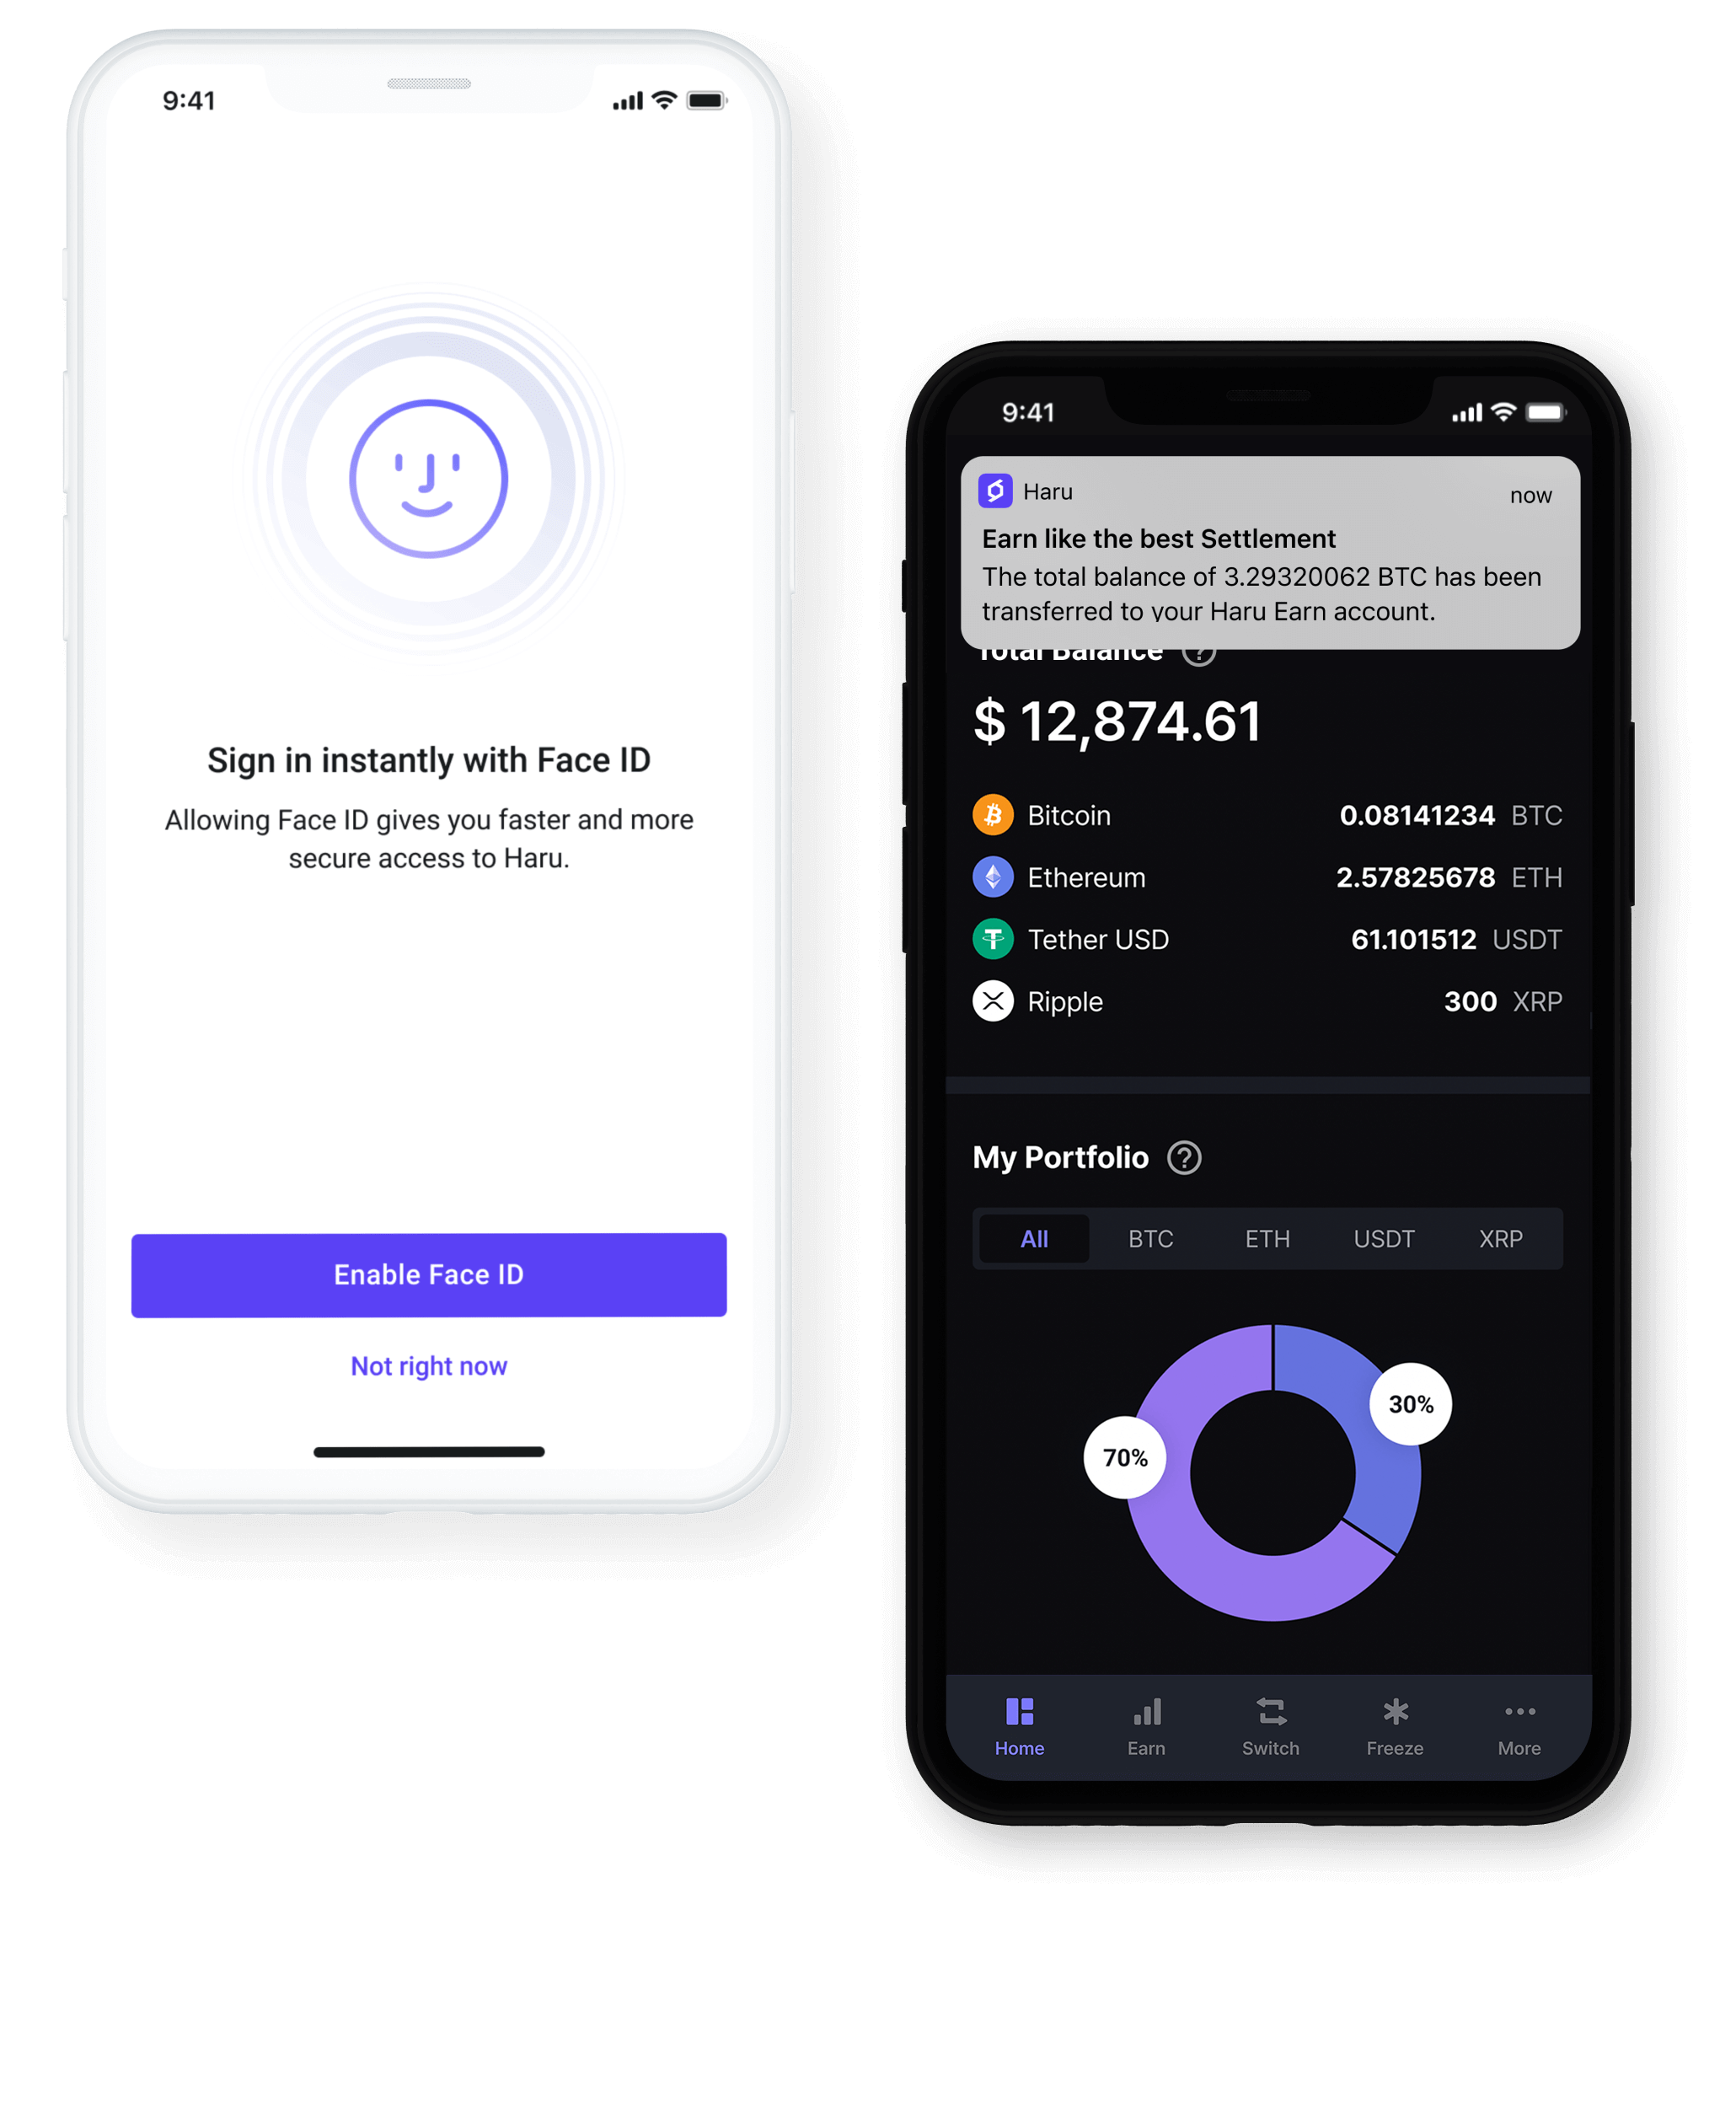 9:41
Sign in instantly with Face ID
Allowing Face ID gives you faster and more
secure access to Haru.
Enable Face ID
Not right now
9:41
Haru
now
Earn like the best Settlement
The total balance of 3.29320062 BTC has been
transferred to your Haru Earn account.
Total Balance ?
$ 12,874.61
Bitcoin 0.08141234 BTC
Ethereum 2.57825678 ETH
Tether USD 61.101512 USDT
Ripple 300 XRP
My Portfolio ?
All BTC ETH USDT XRP
30%
70%
Home Earn Switch Freeze More